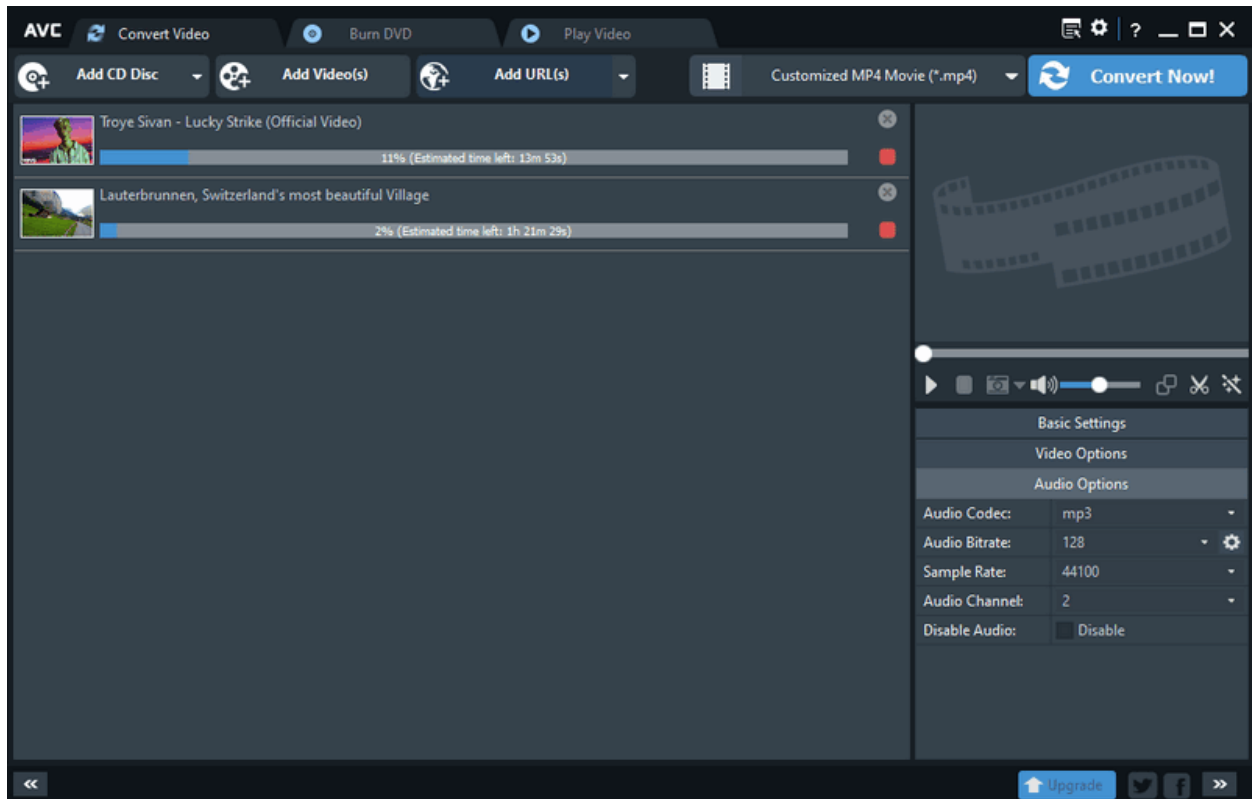 AVC Convert Video Burn DVD Play Video ?
Add CD Disc Add Video(s) Add URL(s) Customized MP4 Movie (*.mp4) Convert Now!
Troye Sivan - Lucky Strike (Official Video)
11% (Estimated time left: 13m 53s)
Lauterbrunnen, Switzerland's most beautiful Village
2% (Estimated time left: 1h 21m 29s)
Basic Settings
Video Options
Audio Options
Audio Codec: mp3
Audio Bitrate: 128
Sample Rate: 44100
Audio Channel: 2
Disable Audio: Disable
Upgrade